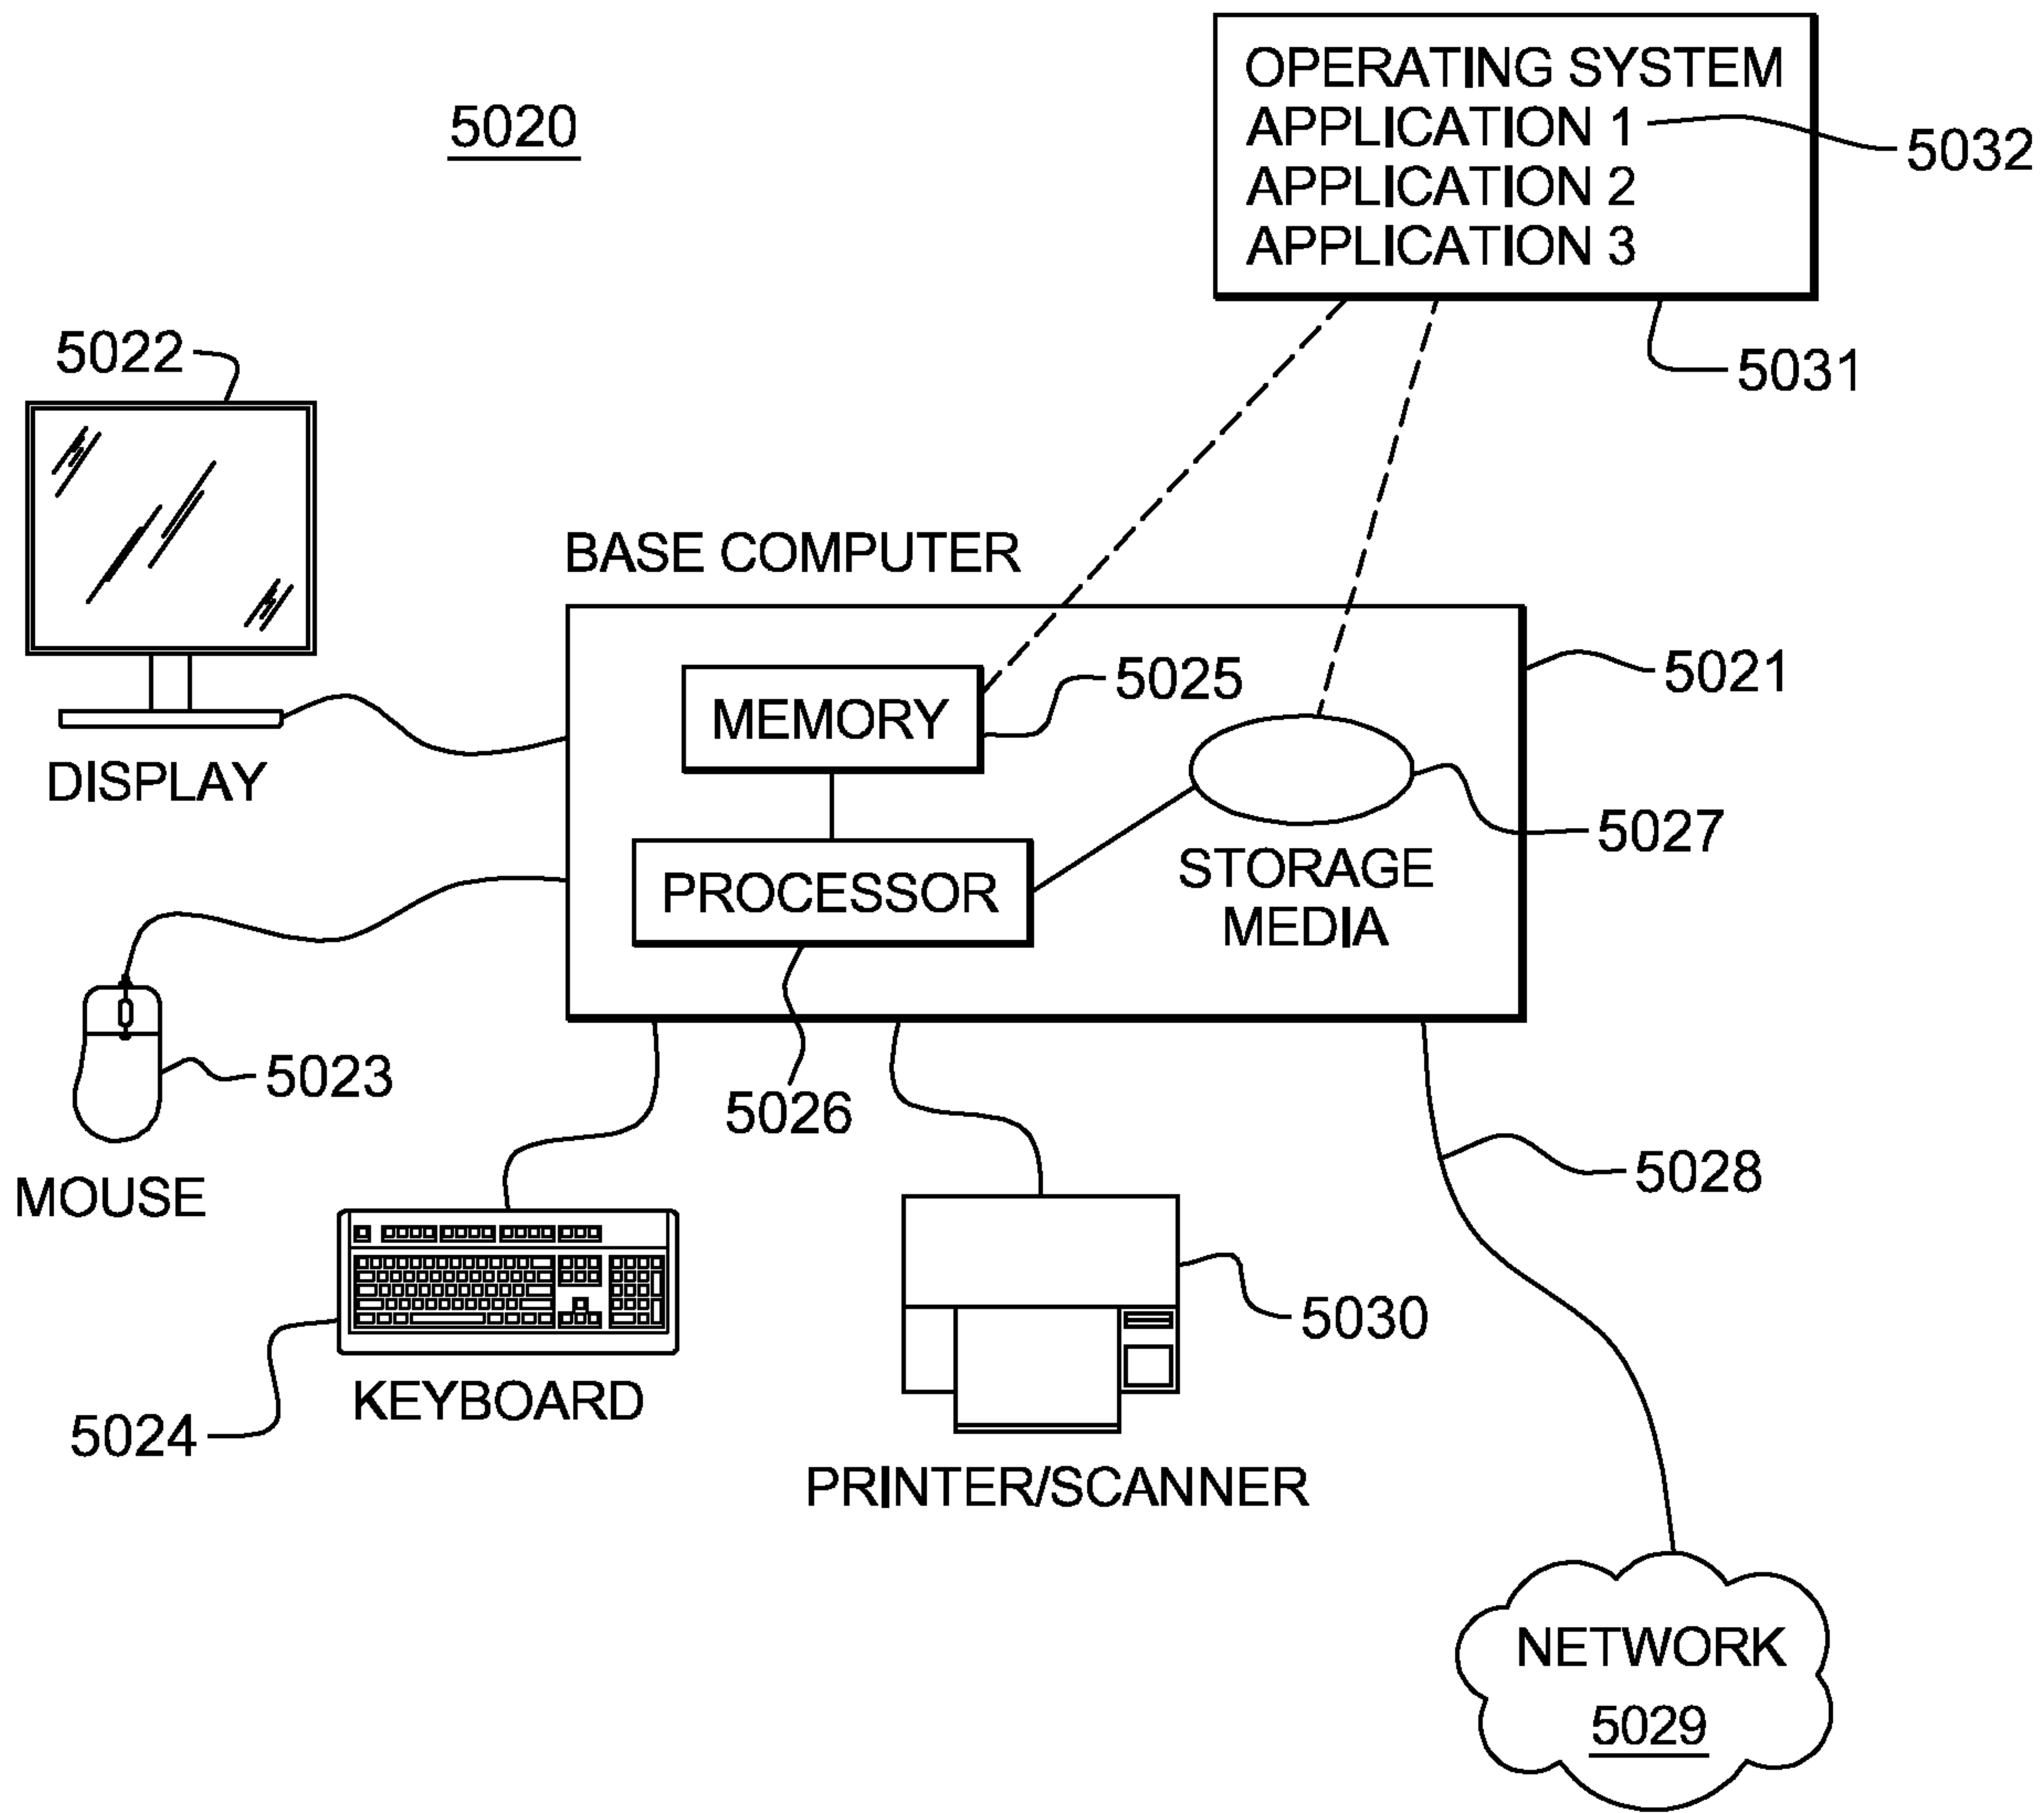 5020
OPERATING SYSTEM
APPLICATION 1
APPLICATION 2
APPLICATION 3
5032
5031
5022
DISPLAY
BASE COMPUTER
MEMORY
5025
5021
5027
PROCESSOR
STORAGE
MEDIA
5026
5023
MOUSE
5028
5024
KEYBOARD
5030
PRINTER/SCANNER
NETWORK
5029